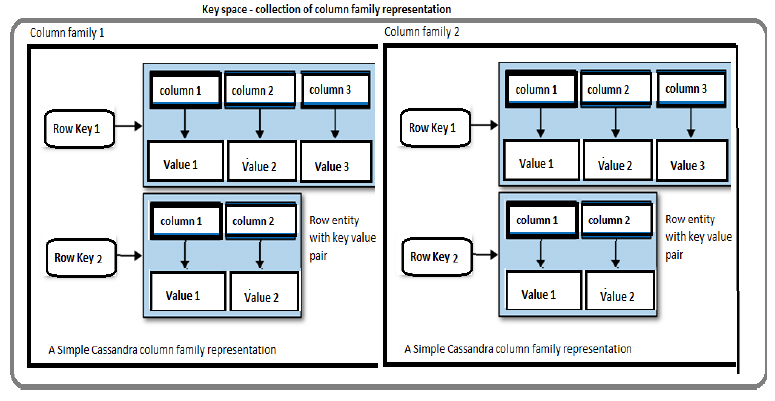 Key space - collection of column family representation
Column family 1
column 1 column 2 column 3
Row Key 1
Value 1 Value 2 Value 3
column 1 column 2
Row entity
with key value
pair
Row Key 2
Value 1 Value 2
A Simple Cassandra column family representation
Column family 2
column 1 column 2 column 3
Row Key 1
Value 1 Value 2 Value 3
column 1 column 2
Row entity
with key value
pair
Row Key 2
Value 1 Value 2
A Simple Cassandra column family representation